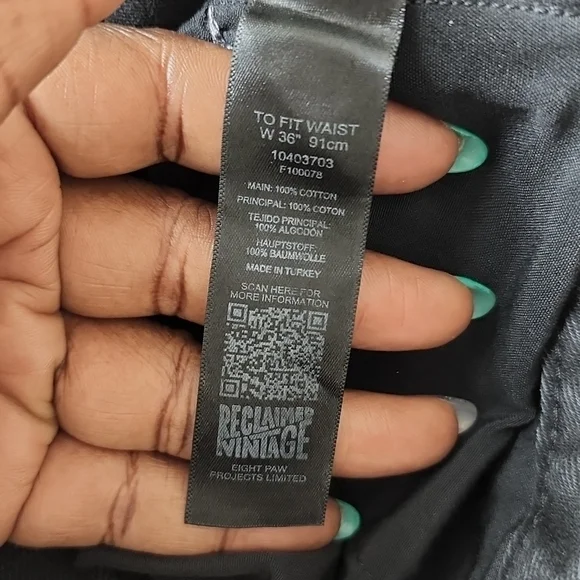 TO FIT WAIST
W 36" 91cm
10403703
F100078
MAIN: 100% COTTON
PRINCIPAL: 100% COTON
TEJIDO PRINCIPAL:
100% ALGODÓN
HAUPTSTOFF:
100% BAUMWOLLE
MADE IN TURKEY
SCAN HERE FOR
MORE INFORMATION
RECLAIMED
VINTAGE
EIGHT PAW
PROJECTS LIMITED